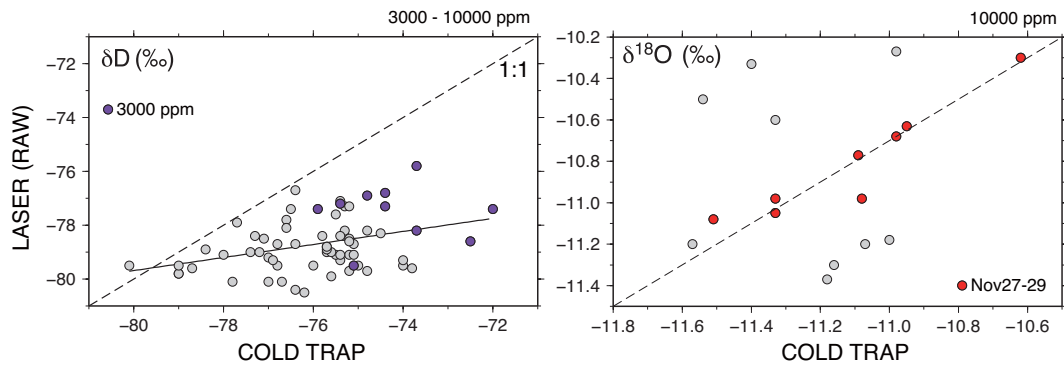 3000 - 10000 ppm
δD (‰)
1:1
3000 ppm
−72
−74
−76
−78
−80
LASER (RAW)
−80 −78 −76 −74 −72
COLD TRAP
10000 ppm
δ¹⁸O (‰)
−10.2
−10.6
−10.8
−11.0
−11.2
−11.4
Nov27-29
−11.8 −11.6 −11.4 −11.2 −11.0 −10.8 −10.6
COLD TRAP